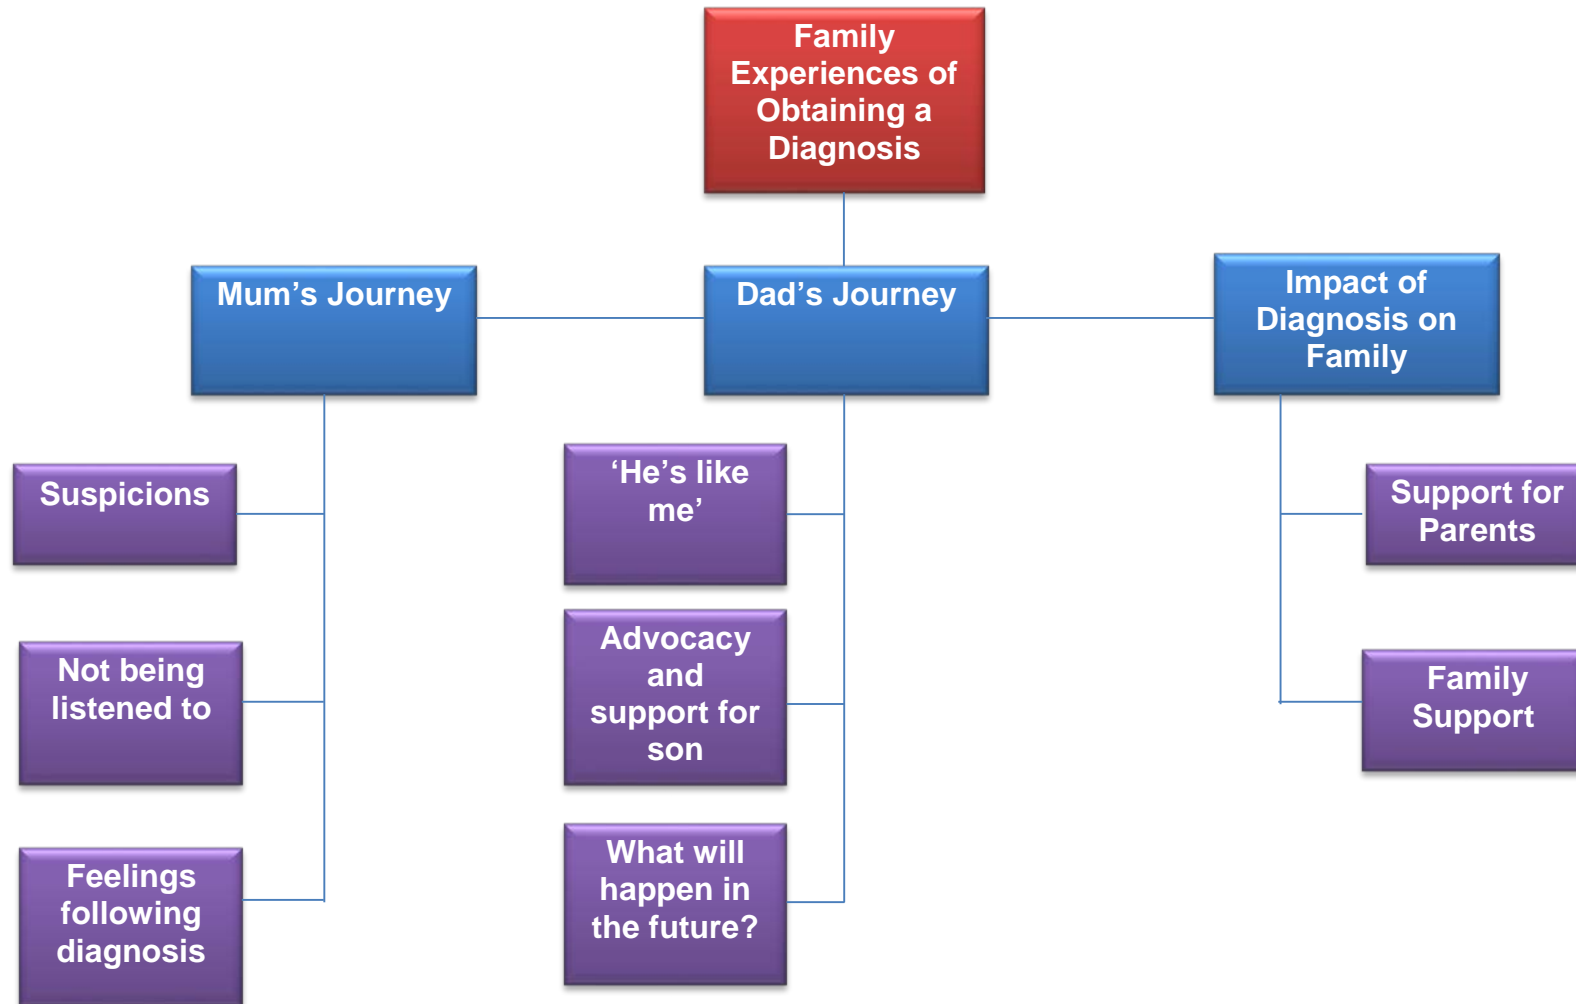 Family
Experiences of
Obtaining a
Diagnosis
Mum’s Journey
Dad’s Journey
Impact of
Diagnosis on
Family
Suspicions
Not being
listened to
Feelings
following
diagnosis
‘He’s like
me’
Advocacy
and
support for
son
What will
happen in
the future?
Support for
Parents
Family
Support